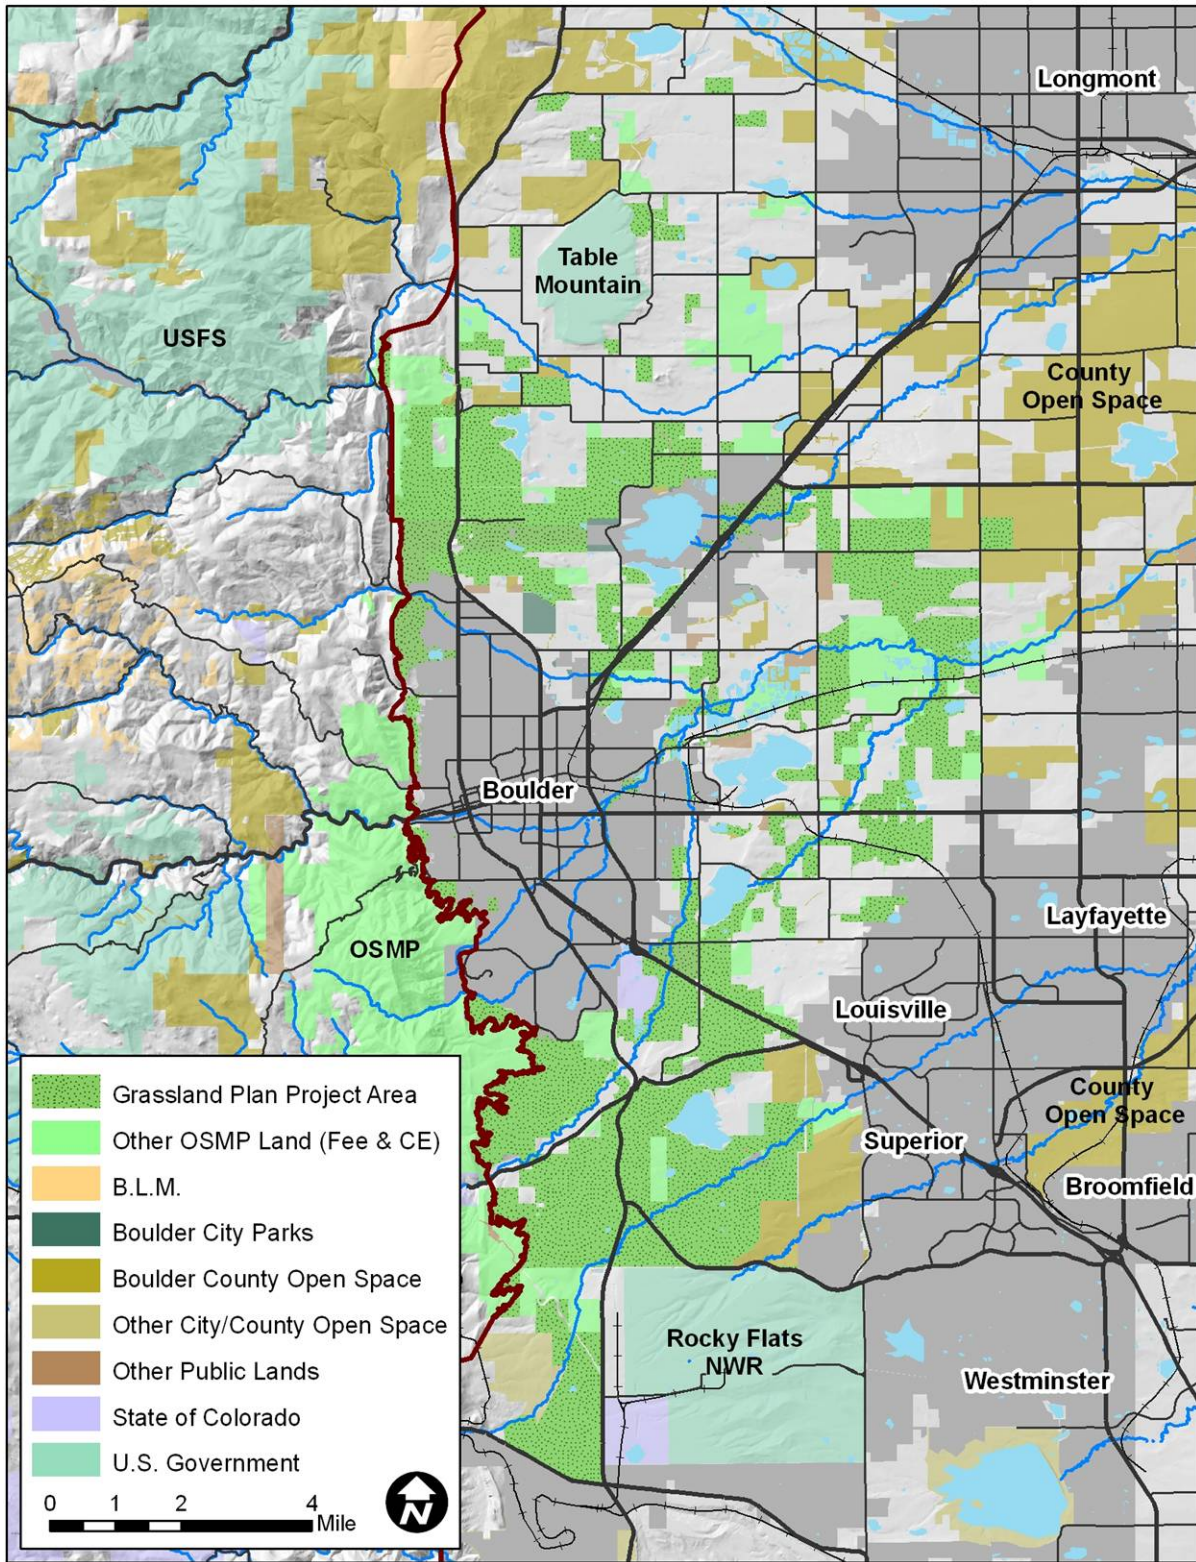 Longmont
Table
Mountain
USFS
County
Open Space
Boulder
Layfayette
OSMP
Louisville
County
Open Space
Superior
Broomfield
Rocky Flats
NWR
Westminster
Grassland Plan Project Area
Other OSMP Land (Fee & CE)
B.L.M.
Boulder City Parks
Boulder County Open Space
Other City/County Open Space
Other Public Lands
State of Colorado
U.S. Government
0 1 2 4
Mile
N